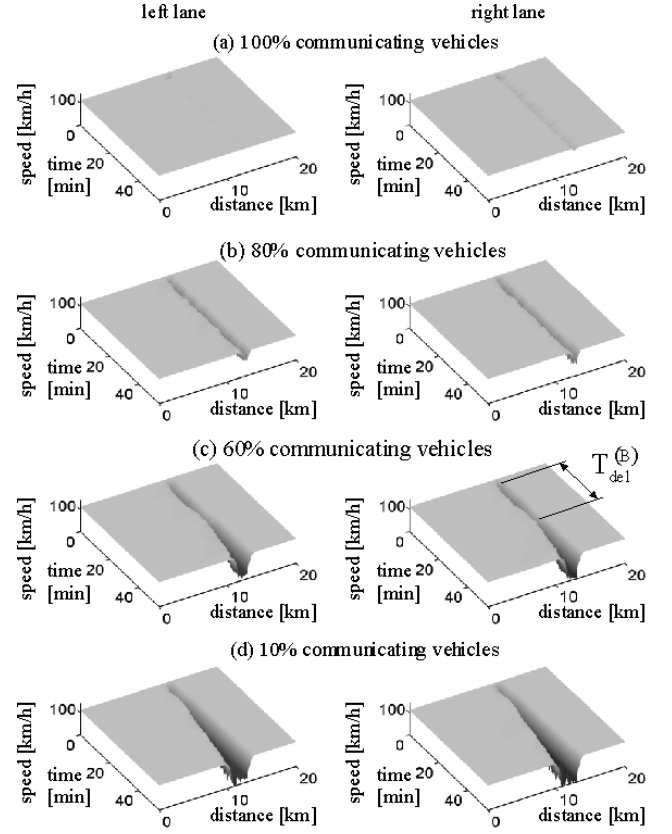 left lane right lane
(a) 100% communicating vehicles
speed [km/h] 100 0 time 20 [min] 40 0 10 20 distance [km]
speed [km/h] 100 0 time 20 [min] 40 0 10 20 distance [km]
(b) 80% communicating vehicles
speed [km/h] 100 0 time 20 [min] 40 0 10 20 distance [km]
speed [km/h] 100 0 time 20 [min] 40 0 10 20 distance [km]
(c) 60% communicating vehicles
speed [km/h] 100 0 time 20 [min] 40 0 10 20 distance [km]
speed [km/h] 100 0 time 20 [min] 40 0 10 20 distance [km]
T del (B)
(d) 10% communicating vehicles
speed [km/h] 100 0 time 20 [min] 40 0 10 20 distance [km]
speed [km/h] 100 0 time 20 [min] 40 0 10 20 distance [km]